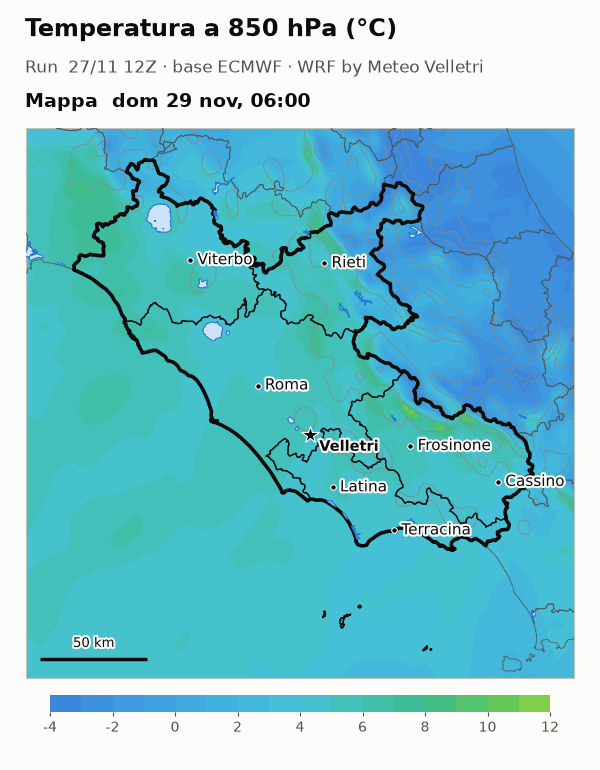 Temperatura a 850 hPa (°C)
Run  27/11 12Z · base ECMWF · WRF by Meteo Velletri
Mappa  dom 29 nov, 06:00
Viterbo
Rieti
Roma
Velletri
Frosinone
Cassino
Latina
Terracina
50 km
-4 -2 0 2 4 6 8 10 12